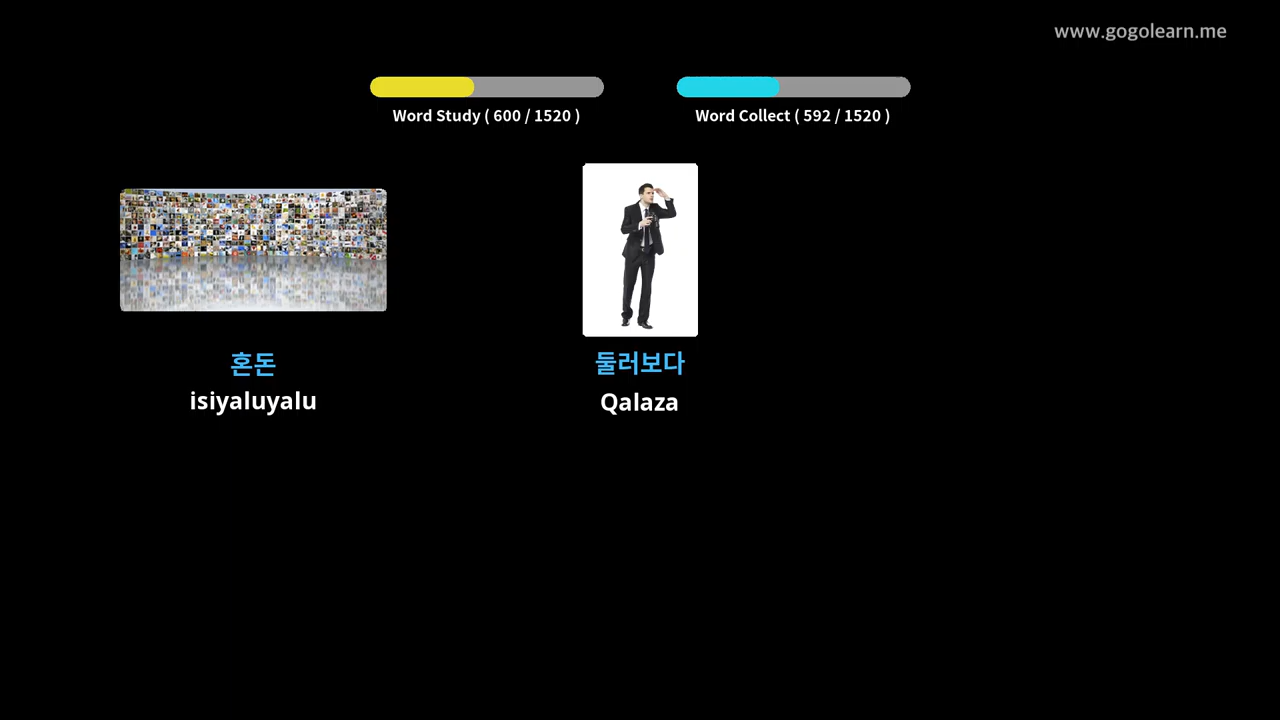 www.gogolearn.me
Word Study ( 600 / 1520 )
Word Collect ( 592 / 1520 )
혼돈
isiyaluyalu
둘러보다
Qalaza